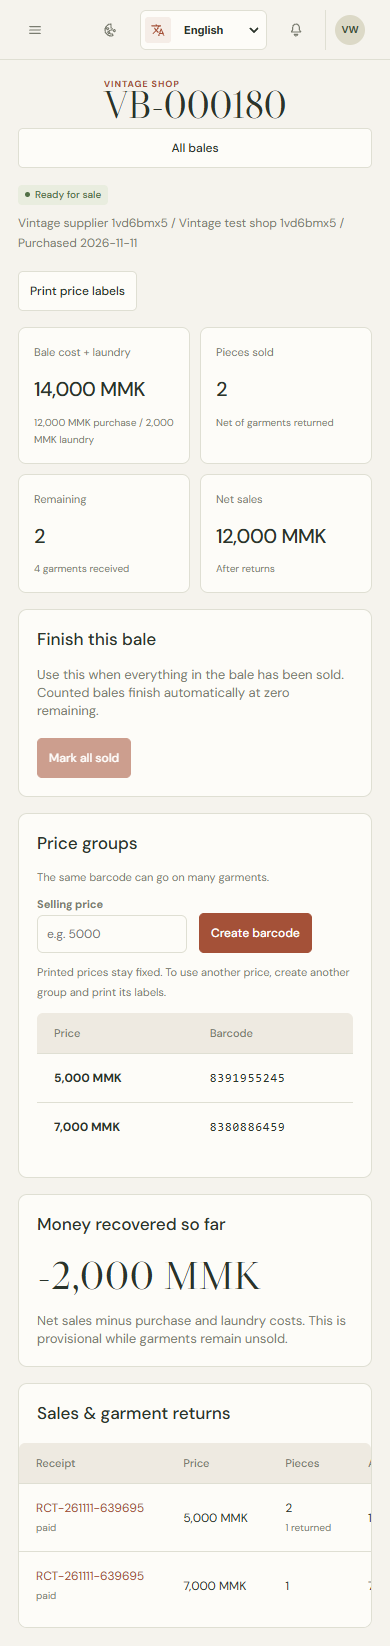 English
VW
VINTAGE SHOP
VB-000180
All bales
Ready for sale
Vintage supplier 1vd6bmx5 / Vintage test shop 1vd6bmx5 /
Purchased 2026-11-11
Print price labels
Bale cost + laundry
14,000 MMK
12,000 MMK purchase / 2,000
MMK laundry
Pieces sold
2
Net of garments returned
Remaining
2
4 garments received
Net sales
12,000 MMK
After returns
Finish this bale
Use this when everything in the bale has been sold.
Counted bales finish automatically at zero
remaining.
Mark all sold
Price groups
The same barcode can go on many garments.
Selling price
e.g. 5000
Create barcode
Printed prices stay fixed. To use another price, create another
group and print its labels.
Price Barcode
5,000 MMK 8391955245
7,000 MMK 8380886459
Money recovered so far
-2,000 MMK
Net sales minus purchase and laundry costs. This is
provisional while garments remain unsold.
Sales & garment returns
Receipt Price Pieces
RCT-261111-639695 5,000 MMK 2
paid 1 returned
RCT-261111-639695 7,000 MMK 1
paid